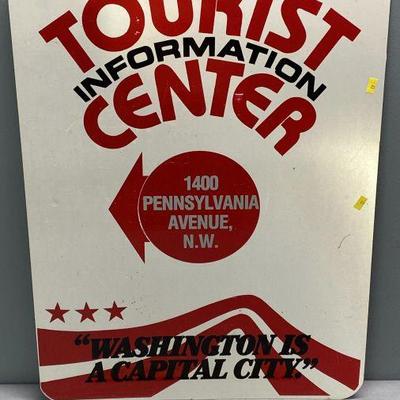 TOURIST
INFORMATION
CENTER
1400
PENNSYLVANIA
AVENUE,
N.W.
"WASHINGTON IS
A CAPITAL CITY."